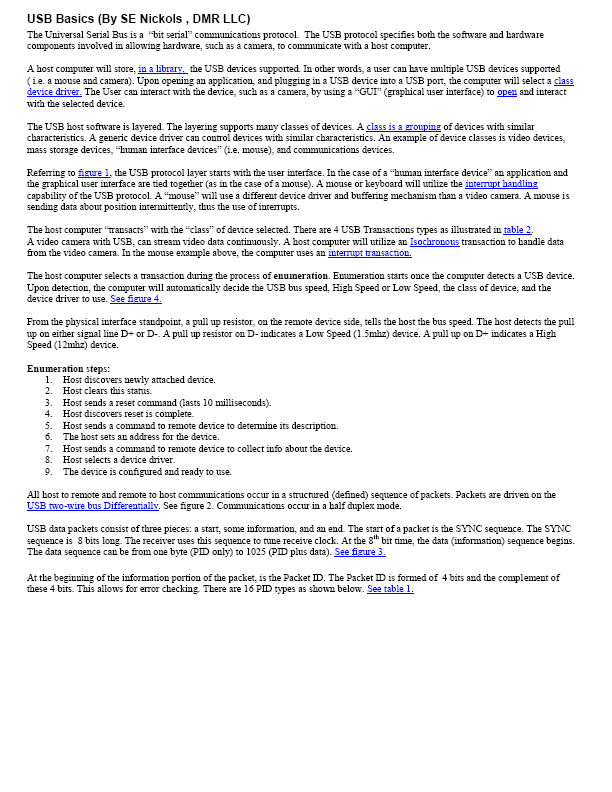 USB Basics (By SE Nickols , DMR LLC)
The Universal Serial Bus is a  “bit serial” communications protocol.  The USB protocol specifies both the software and hardware
components involved in allowing hardware, such as a camera, to communicate with a host computer.
A host computer will store, in a library,  the USB devices supported. In other words, a user can have multiple USB devices supported
( i.e. a mouse and camera). Upon opening an application, and plugging in a USB device into a USB port, the computer will select a class
device driver. The User can interact with the device, such as a camera, by using a “GUI” (graphical user interface) to open and interact
with the selected device.
The USB host software is layered. The layering supports many classes of devices. A class is a grouping of devices with similar
characteristics. A generic device driver can control devices with similar characteristics. An example of device classes is video devices,
mass storage devices, “human interface devices” (i.e. mouse), and communications devices.
Referring to figure 1, the USB protocol layer starts with the user interface. In the case of a “human interface device” an application and
the graphical user interface are tied together (as in the case of a mouse). A mouse or keyboard will utilize the interrupt handling
capability of the USB protocol. A “mouse” will use a different device driver and buffering mechanism than a video camera. A mouse is
sending data about position intermittently, thus the use of interrupts.
The host computer “transacts” with the “class” of device selected. There are 4 USB Transactions types as illustrated in table 2.
A video camera with USB, can stream video data continuously. A host computer will utilize an Isochronous transaction to handle data
from the video camera. In the mouse example above, the computer uses an interrupt transaction.
The host computer selects a transaction during the process of enumeration. Enumeration starts once the computer detects a USB device.
Upon detection, the computer will automatically decide the USB bus speed, High Speed or Low Speed, the class of device, and the
device driver to use. See figure 4.
From the physical interface standpoint, a pull up resistor, on the remote device side, tells the host the bus speed. The host detects the pull
up on either signal line D+ or D-. A pull up resistor on D- indicates a Low Speed (1.5mhz) device. A pull up on D+ indicates a High
Speed (12mhz) device.
Enumeration steps:
1. Host discovers newly attached device.
2. Host clears this status.
3. Host sends a reset command (lasts 10 milliseconds).
4. Host discovers reset is complete.
5. Host sends a command to remote device to determine its description.
6. The host sets an address for the device.
7. Host sends a command to remote device to collect info about the device.
8. Host selects a device driver.
9. The device is configured and ready to use.
All host to remote and remote to host communications occur in a structured (defined) sequence of packets. Packets are driven on the
USB two-wire bus Differentially. See figure 2. Communications occur in a half duplex mode.
USB data packets consist of three pieces: a start, some information, and an end. The start of a packet is the SYNC sequence. The SYNC
sequence is  8 bits long. The receiver uses this sequence to tune receive clock. At the 8th bit time, the data (information) sequence begins.
The data sequence can be from one byte (PID only) to 1025 (PID plus data). See figure 3.
At the beginning of the information portion of the packet, is the Packet ID. The Packet ID is formed of  4 bits and the complement of
these 4 bits. This allows for error checking. There are 16 PID types as shown below. See table 1.